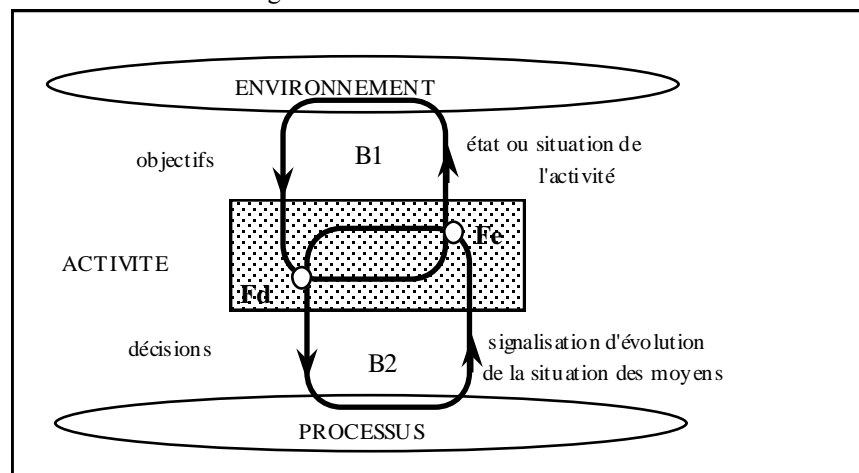 ENVIRONNEMENT
objectifs
B1
état ou situation de
l'activité
Fe
ACTIVITE
Fd
décisions
B2
signalisation d'évolution
de la situation des moyens
PROCESSUS